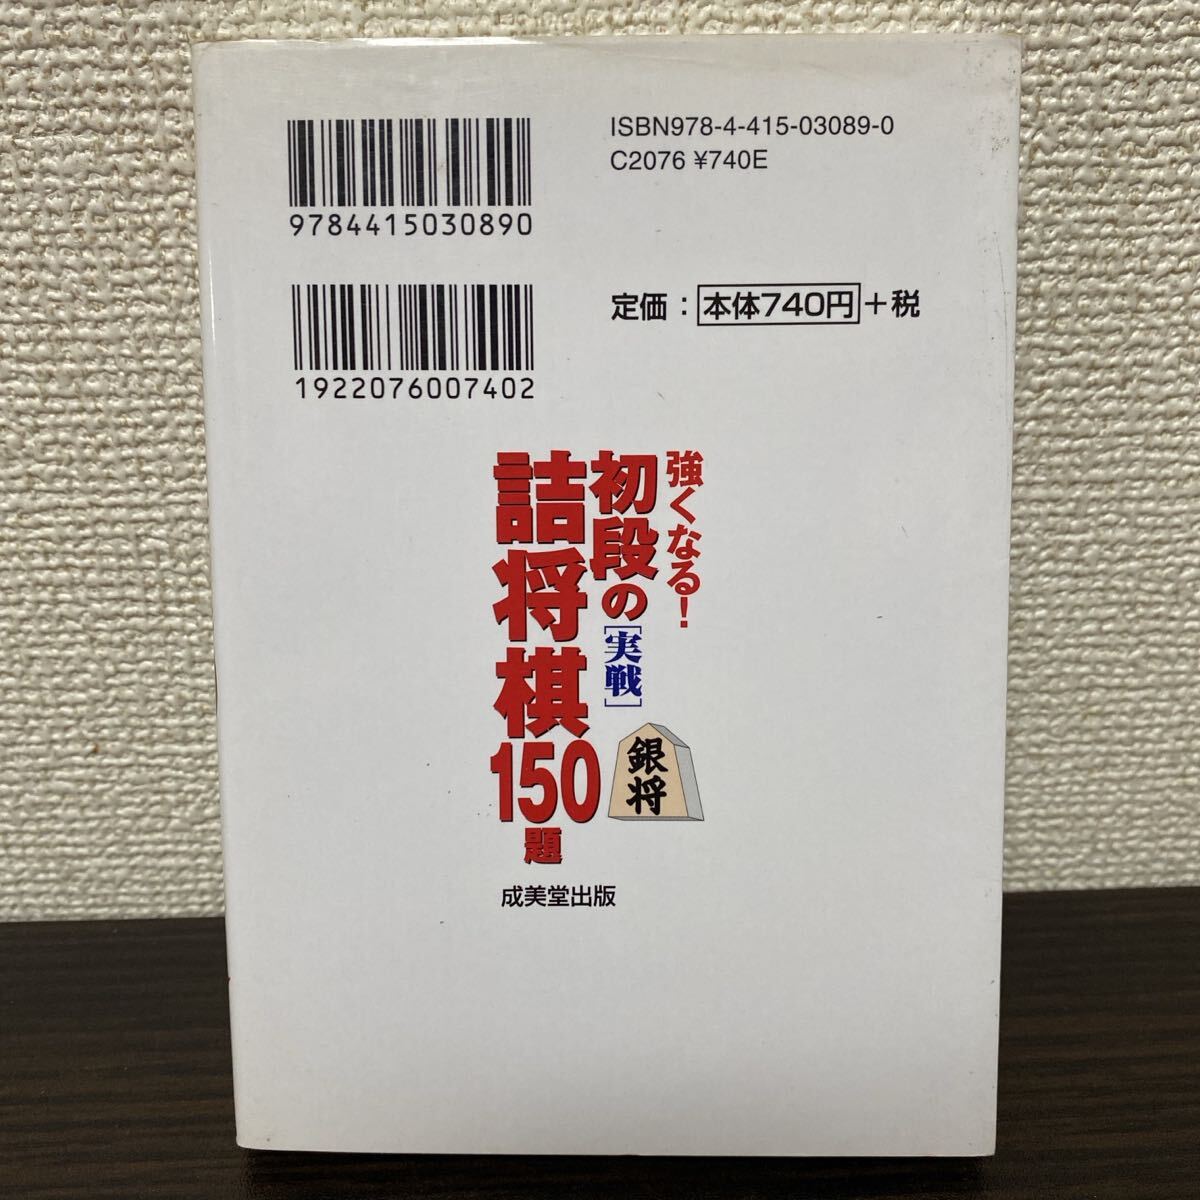 ISBN978-4-415-03089-0
C2076 ¥740E
9784415030890
定価：本体740円+税
1922076007402
強くなる！
初段の［実戦］
詰将棋150題
銀将
成美堂出版